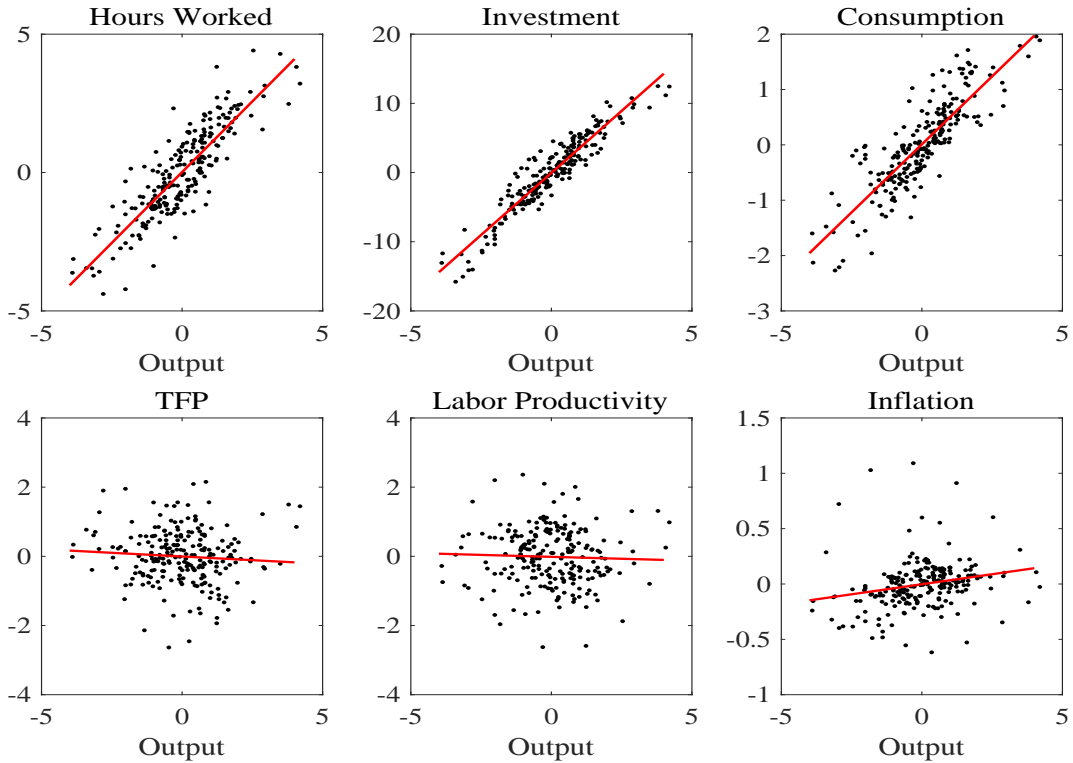 Hours Worked
5
0
-5
-5 0 5
Output
Investment
20
10
0
-10
-20
-5 0 5
Output
Consumption
2
1
0
-1
-2
-3
-5 0 5
Output
TFP
4
2
0
-2
-4
-5 0 5
Output
Labor Productivity
4
2
0
-2
-4
-5 0 5
Output
Inflation
1.5
1
0.5
0
-0.5
-1
-5 0 5
Output